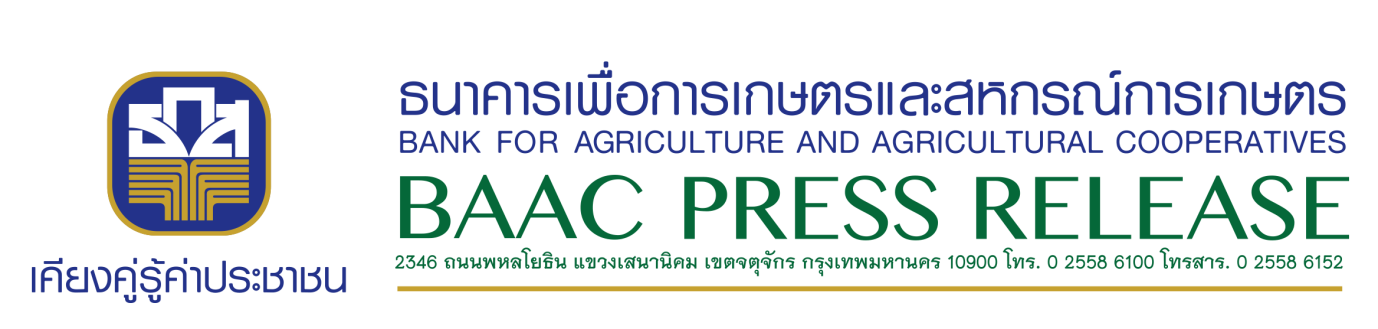 ธกส
เคียงคู่รู้ค่าประชาชน
ธนาคารเพื่อการเกษตรและสหกรณ์การเกษตร
BANK FOR AGRICULTURE AND AGRICULTURAL COOPERATIVES
BAAC PRESS RELEASE
2346 ถนนพหลโยธิน แขวงเสนานิคม เขตจตุจักร กรุงเทพมหานคร 10900 โทร. 0 2558 6100 โทรสาร. 0 2558 6152